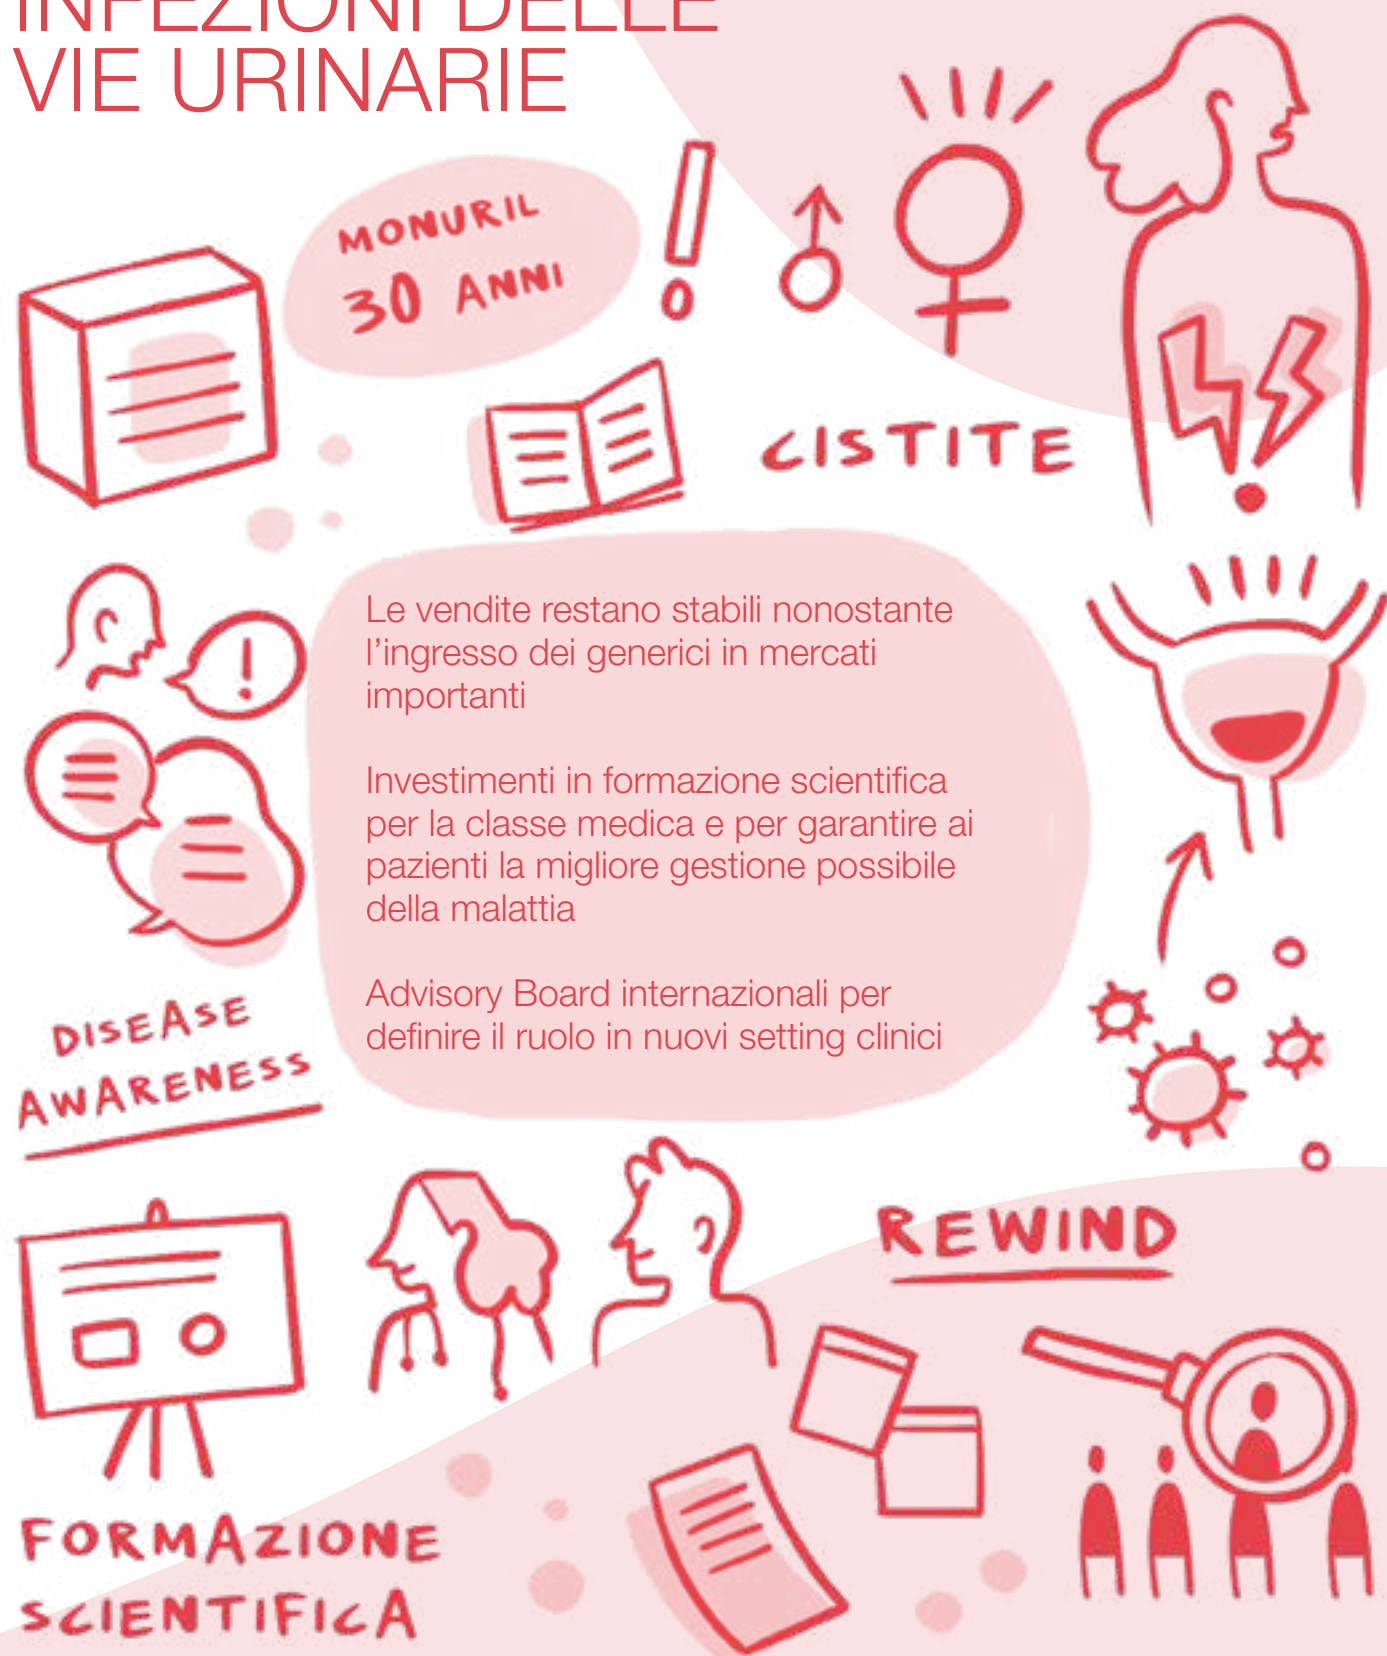 INFEZIONI DELLE
VIE URINARIE
MONURIL
30 ANNI
CISTITE
Le vendite restano stabili nonostante
l’ingresso dei generici in mercati
importanti
Investimenti in formazione scientifica
per la classe medica e per garantire ai
pazienti la migliore gestione possibile
della malattia
Advisory Board internazionali per
definire il ruolo in nuovi setting clinici
DISEASE
AWARENESS
REWIND
FORMAZIONE
SCIENTIFICA